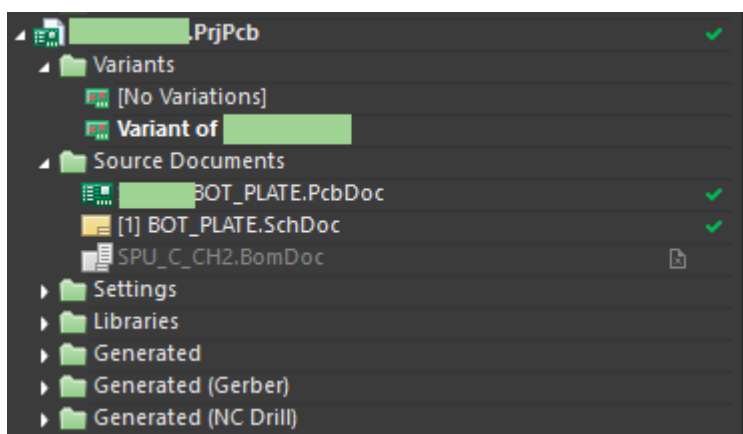 .PrjPcb
Variants
[No Variations]
Variant of
Source Documents
BOT_PLATE.PcbDoc
[1] BOT_PLATE.SchDoc
SPU_C_CH2.BomDoc
Settings
Libraries
Generated
Generated (Gerber)
Generated (NC Drill)